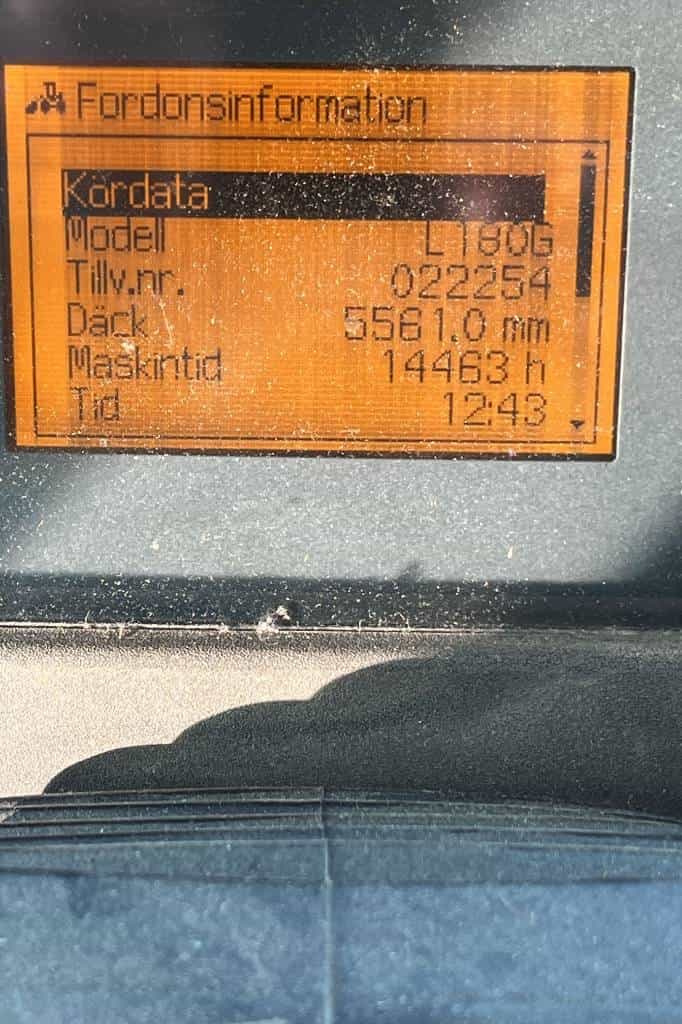 Fordonsinformation
Kördata
Modell L180G
Tillv.nr. 022254
Däck 5561.0 mm
Maskintid 14463 h
Tid 12:43